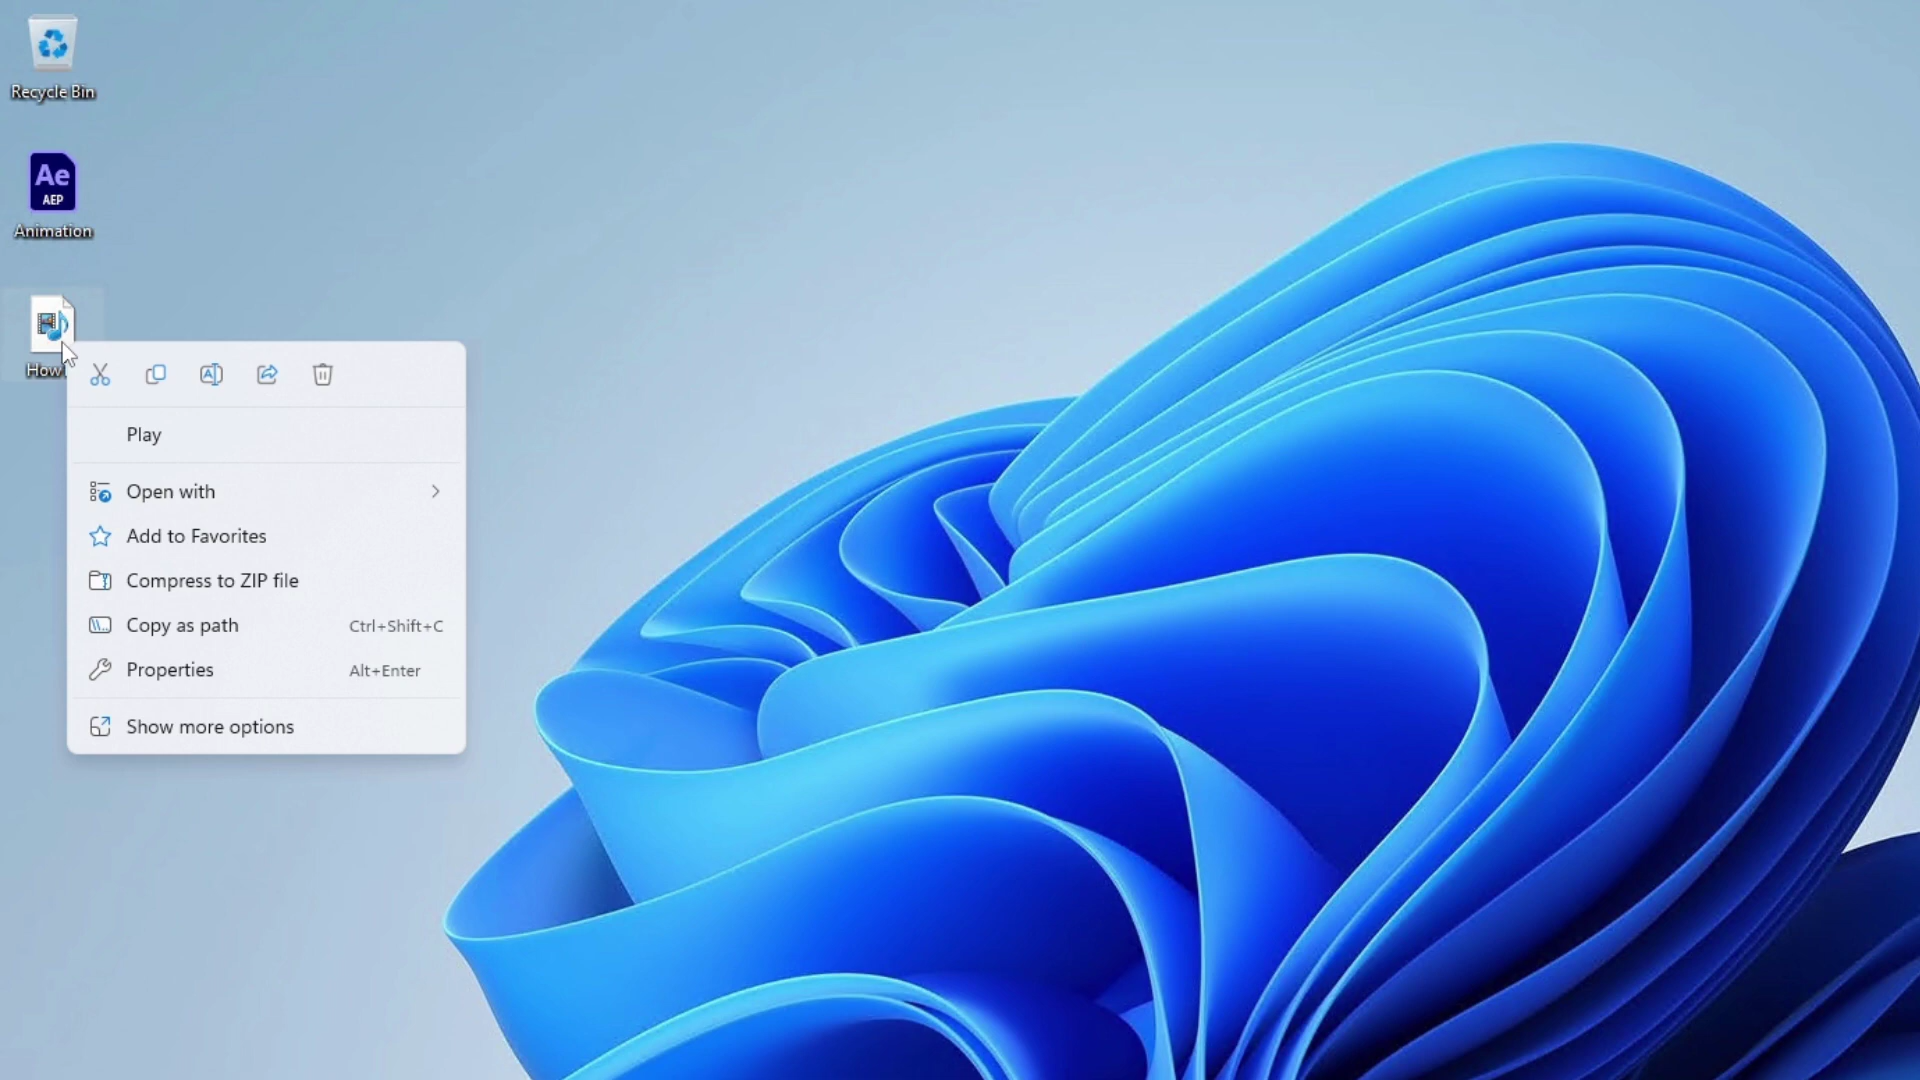 Recycle Bin
Ae
AEP
Animation
How
Play
Open with
Add to Favorites
Compress to ZIP file
Copy as path Ctrl+Shift+C
Properties Alt+Enter
Show more options